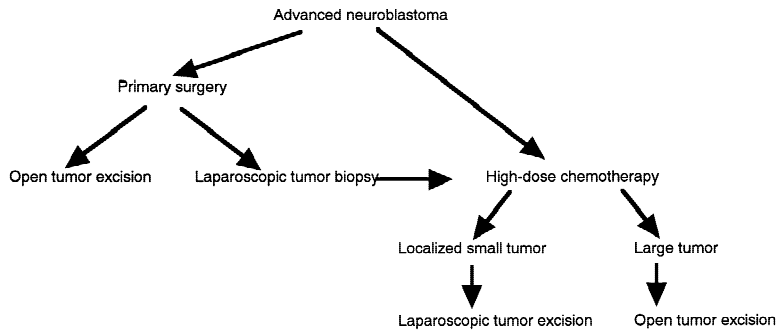 Advanced neuroblastoma
Primary surgery
Open tumor excision
Laparoscopic tumor biopsy
High-dose chemotherapy
Localized small tumor
Large tumor
Laparoscopic tumor excision
Open tumor excision